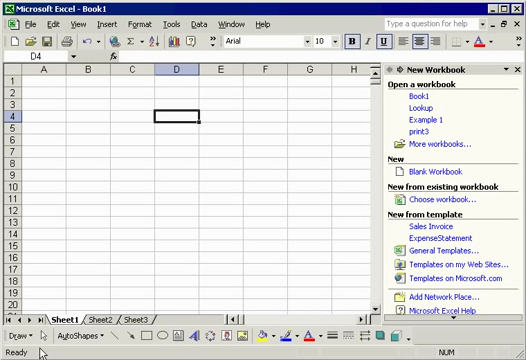 Microsoft Excel - Book1
File Edit View Insert Format Tools Data Window Help Type a question for help
Arial 10 B I U A
D4 fx
A B C D E F G H
1
2
3
4
5
6
7
8
9
10
11
12
13
14
15
16
17
18
19
20
New Workbook
Open a workbook
Book1
Lookup
Example 1
print3
More workbooks...
New
Blank Workbook
New from existing workbook
Choose workbook...
New from template
Sales Invoice
ExpenseStatement
General Templates...
Templates on my Web Sites...
Templates on Microsoft.com
Add Network Place...
Microsoft Excel Help
Sheet1 Sheet2 Sheet3
Draw AutoShapes A A
Ready NUM